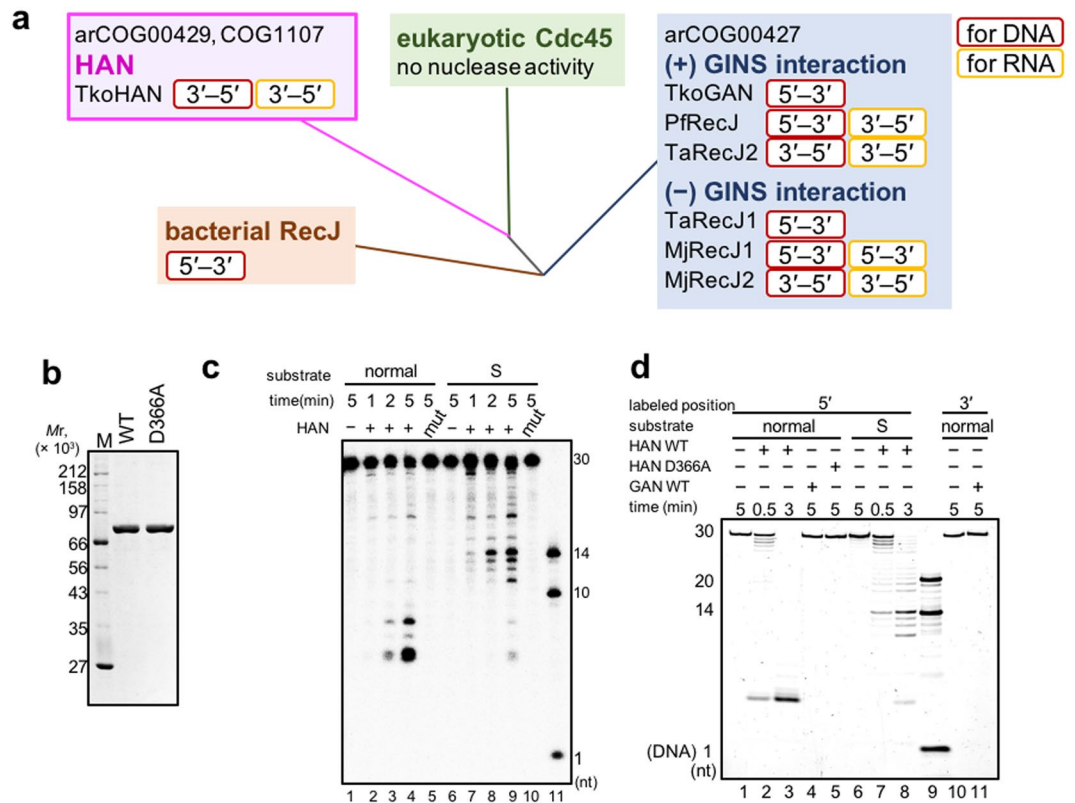 a
arCOG00429, COG1107
HAN
TkoHAN 3′–5′ 3′–5′
eukaryotic Cdc45
no nuclease activity
bacterial RecJ
5′–3′
arCOG00427
(+) GINS interaction
TkoGAN 5′–3′
PfRecJ 5′–3′ 3′–5′
TaRecJ2 3′–5′ 3′–5′
(−) GINS interaction
TaRecJ1 5′–3′
MjRecJ1 5′–3′ 5′–3′
MjRecJ2 3′–5′ 3′–5′
for DNA
for RNA
b
Mr,
(× 10³)
M WT D366A
212
158
97
66
56
43
35
27
c
substrate normal S
time(min) 5 1 2 5 5 5 1 2 5 5
HAN − + + + mut − + + + mut
30
14
10
1
(nt)
1 2 3 4 5 6 7 8 9 10 11
d
labeled position 5′ 3′
substrate normal S normal
HAN WT − + + − − − + + − −
HAN D366A − − − − + − − − − −
GAN WT − − − + − − − − − +
time (min) 5 0.5 3 5 5 5 0.5 3 5 5
30
20
14
(DNA) 1
(nt)
1 2 3 4 5 6 7 8 9 10 11